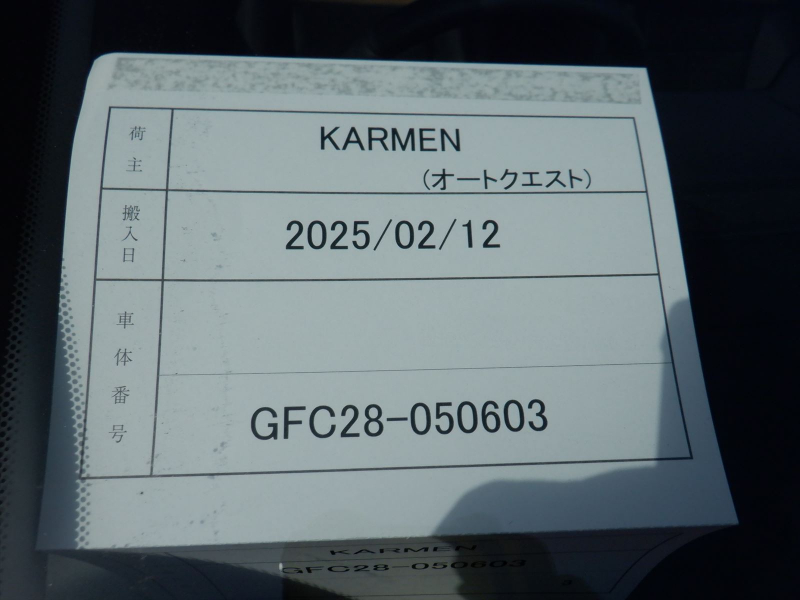 荷主
KARMEN
(オートクエスト)
搬入日
2025/02/12
車体番号
GFC28-050603
KARMEN
GFC28-050603